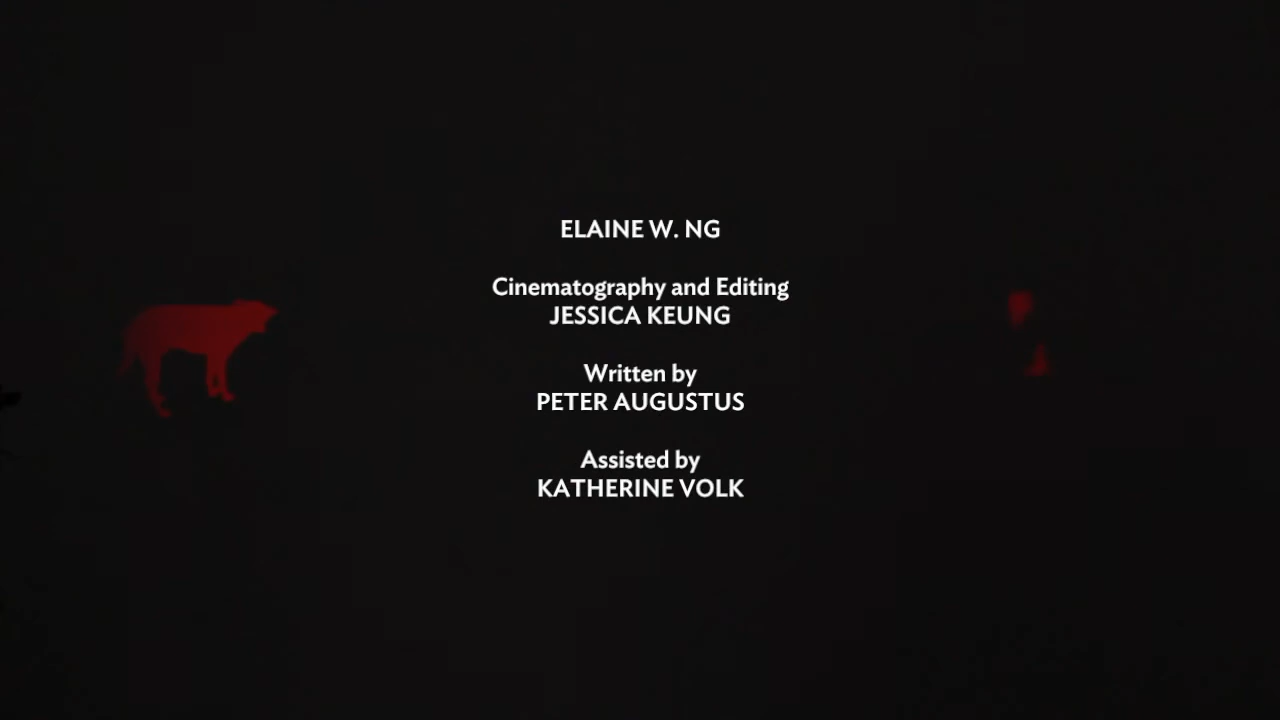 ELAINE W. NG
Cinematography and Editing
JESSICA KEUNG
Written by
PETER AUGUSTUS
Assisted by
KATHERINE VOLK